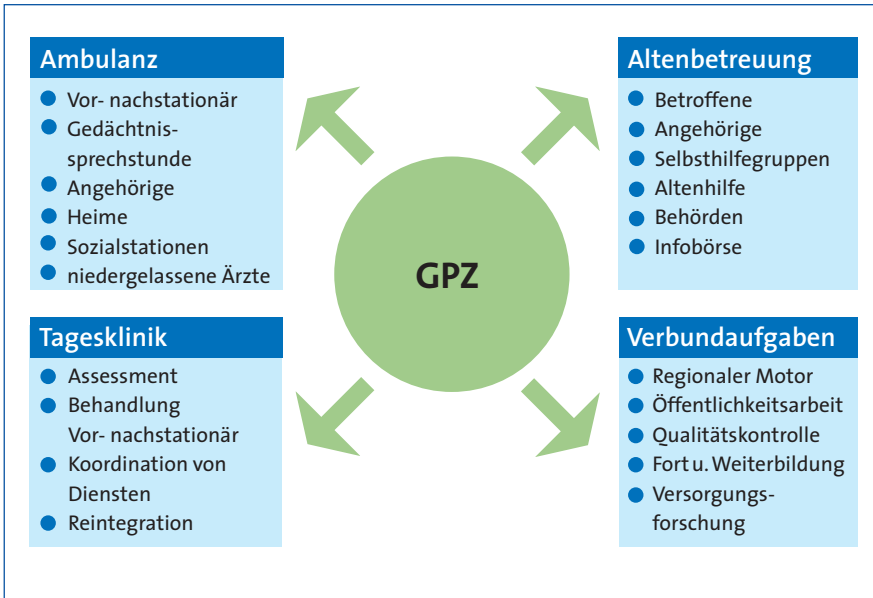 Ambulanz
Vor- nachstationär
Gedächtnis-
sprechstunde
Angehörige
Heime
Sozialstationen
niedergelassene Ärzte
Altenbetreuung
Betroffene
Angehörige
Selbsthilfegruppen
Altenhilfe
Behörden
Infobörse
GPZ
Tagesklinik
Assessment
Behandlung
Vor- nachstationär
Koordination von
Diensten
Reintegration
Verbundaufgaben
Regionaler Motor
Öffentlichkeitsarbeit
Qualitätskontrolle
Fort u. Weiterbildung
Versorgungs-
forschung